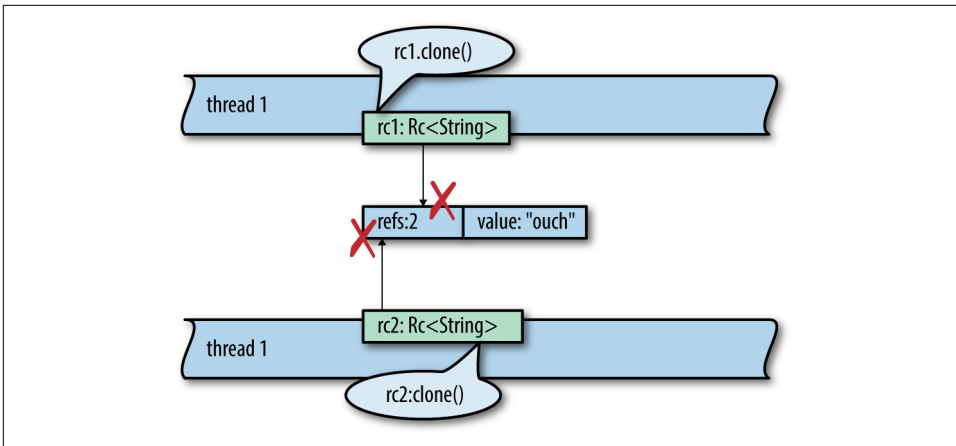 rc1.clone()
thread 1
rc1: Rc<String>
refs:2
value: "ouch"
rc2: Rc<String>
thread 1
rc2:clone()